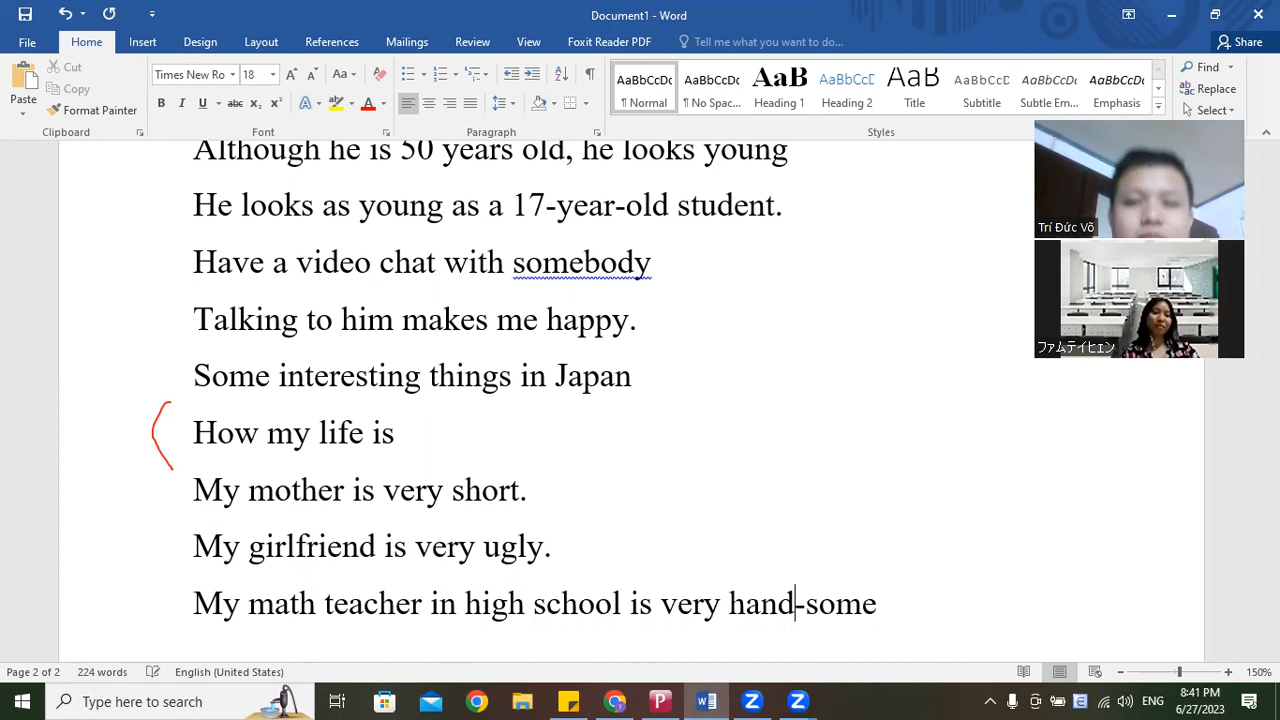 Document1 - Word
Share
File Home Insert Design Layout References Mailings Review View Foxit Reader PDF Tell me what you want to do...
Paste Cut Copy Format Painter Clipboard
Times New Ro 18 Font
Paragraph
AaBbCcDc ¶ Normal
AaBbCcDc ¶ No Spac...
AaB Heading 1
AaBbCcD Heading 2
AaB Title
AaBbCcD Subtitle
AaBbCcDc Subtle Em...
AaBbCcDc Emphasis
Styles
Find
Replace
Select
Although he is 50 years old, he looks young
He looks as young as a 17-year-old student.
Have a video chat with somebody
Talking to him makes me happy.
Some interesting things in Japan
How my life is
My mother is very short.
My girlfriend is very ugly.
My math teacher in high school is very hand-some
Trí Đức Võ
ファムテイヒェン
Page 2 of 2 224 words English (United States) 150%
Type here to search
ENG 8:41 PM
6/27/2023